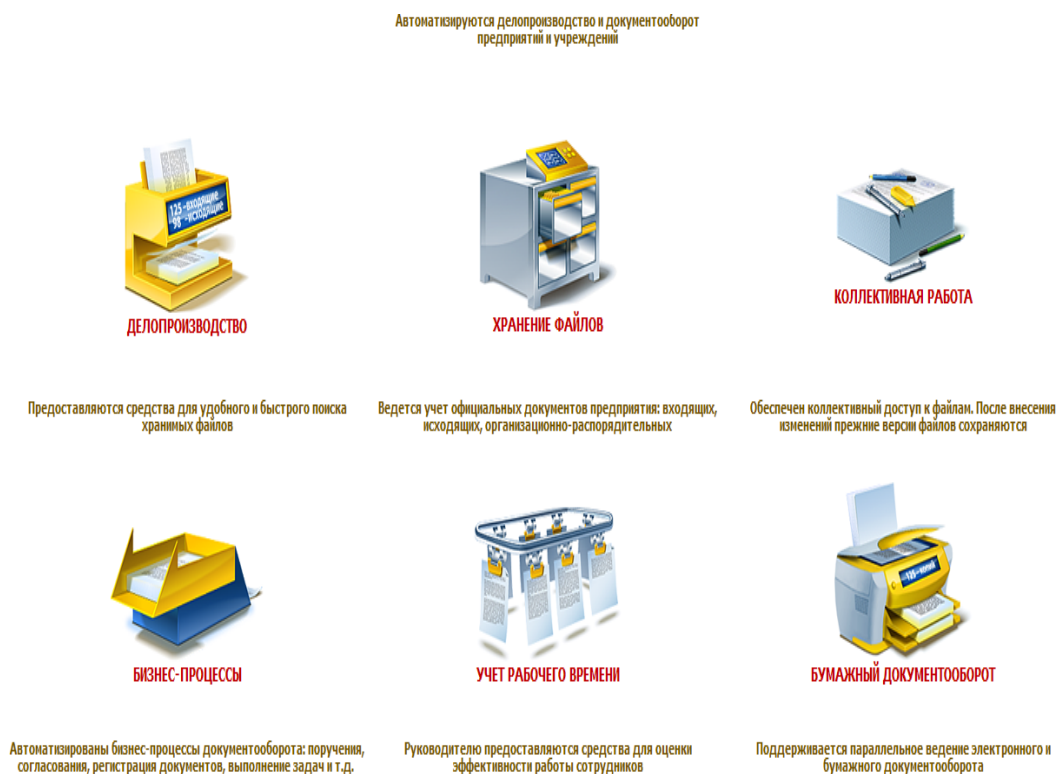 Автоматизируются делопроизводство и документооборот
предприятий и учреждений
125 -входящие
98 -исходящие
ДЕЛОПРОИЗВОДСТВО
ХРАНЕНИЕ ФАЙЛОВ
КОЛЛЕКТИВНАЯ РАБОТА
Предоставляются средства для удобного и быстрого поиска
хранимых файлов
Ведется учет официальных документов предприятия: входящих,
исходящих, организационно-распорядительных
Обеспечен коллективный доступ к файлам. После внесения
изменений прежние версии файлов сохраняются
125 -копий
БИЗНЕС-ПРОЦЕССЫ
УЧЕТ РАБОЧЕГО ВРЕМЕНИ
БУМАЖНЫЙ ДОКУМЕНТООБОРОТ
Автоматизированы бизнес-процессы документооборота: поручения,
согласования, регистрация документов, выполнение задач и т.д.
Руководителю предоставляются средства для оценки
эффективности работы сотрудников
Поддерживается параллельное ведение электронного и
бумажного документооборота